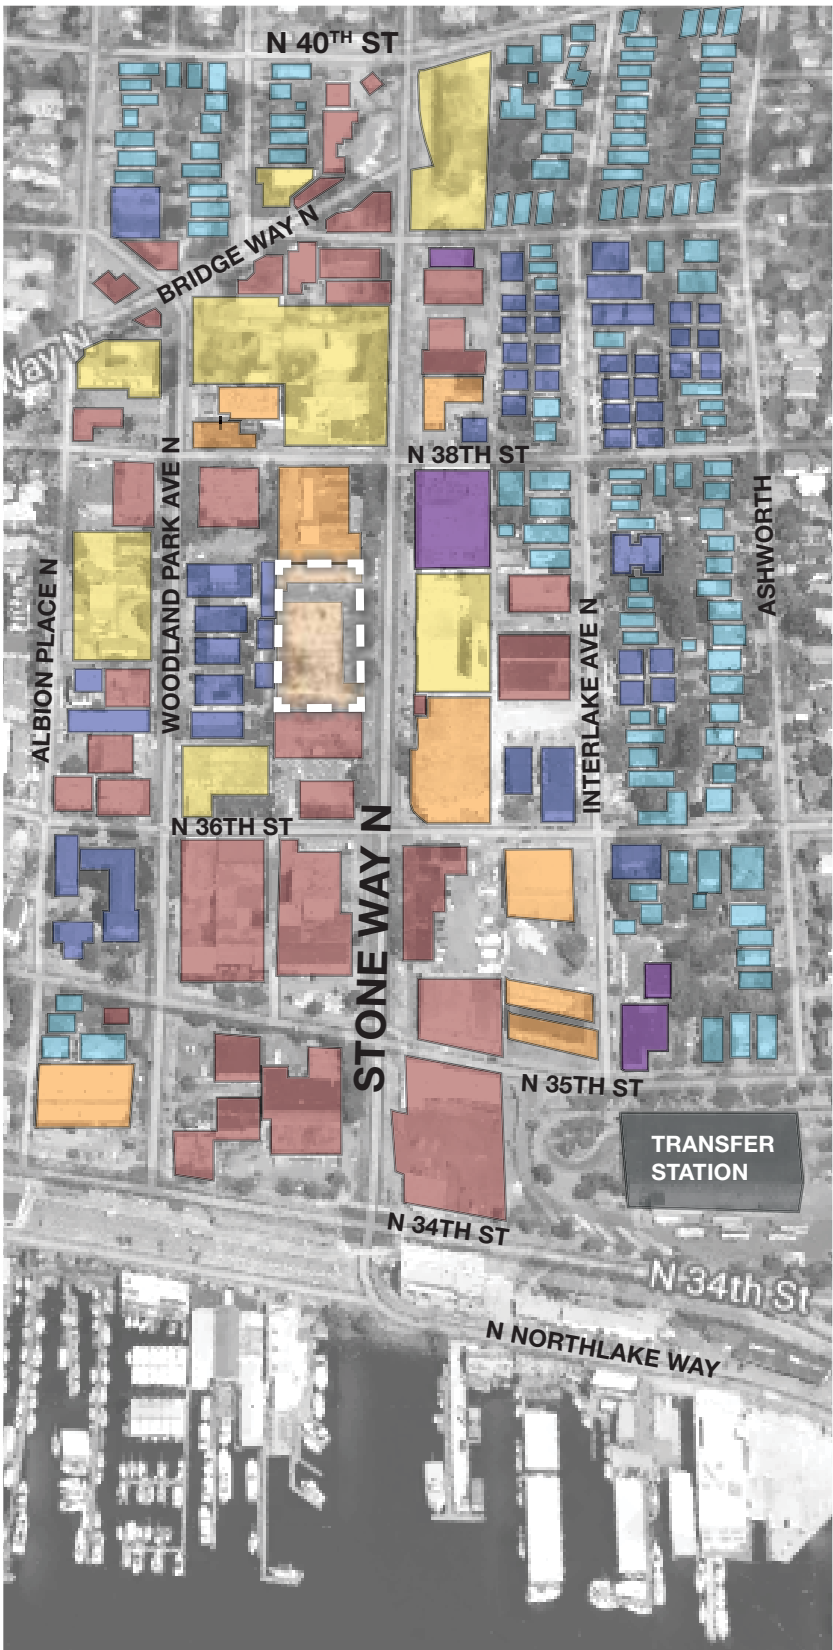 N 40TH ST
BRIDGE WAY N
Way N
N 38TH ST
WOODLAND PARK AVE N
ALBION PLACE N
ASHWORTH
INTERLAKE AVE N
N 36TH ST
STONE WAY N
N 35TH ST
TRANSFER
STATION
N 34TH ST
N 34th St
N NORTHLAKE WAY